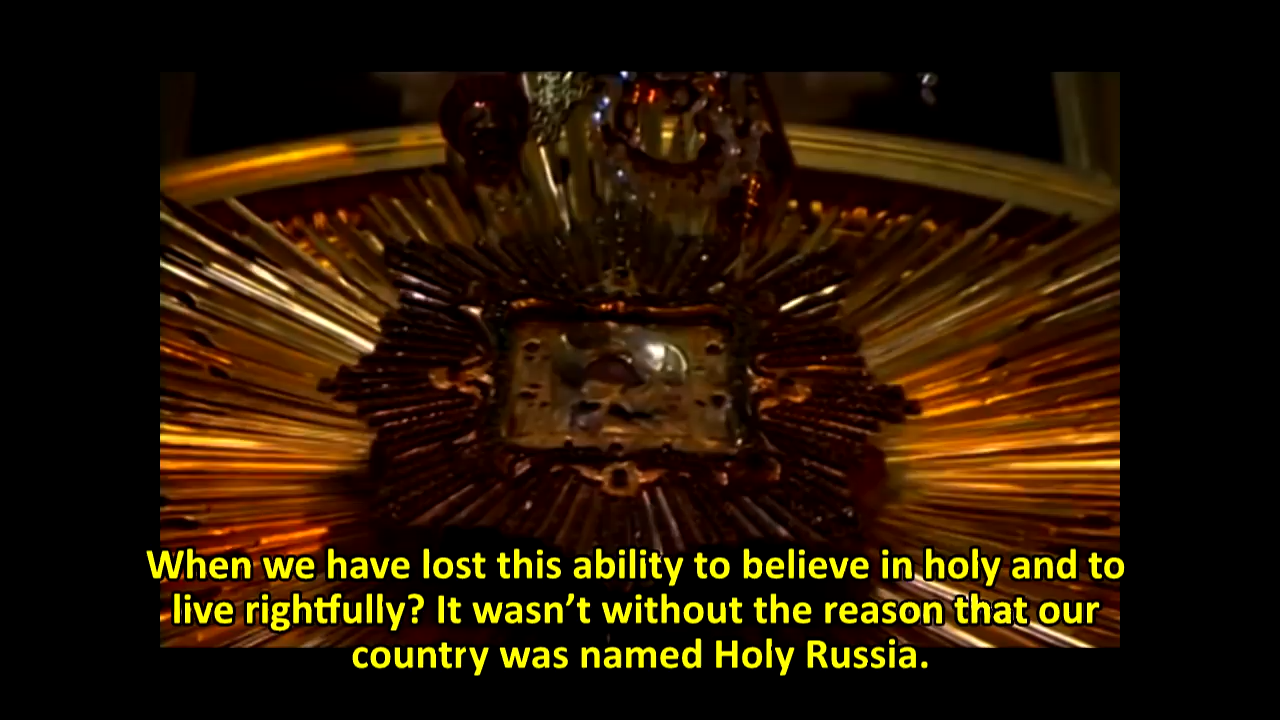 When we have lost this ability to believe in holy and to
live rightfully? It wasn’t without the reason that our
country was named Holy Russia.